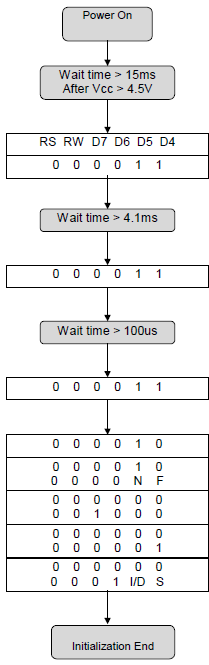 Power On
Wait time > 15ms
After Vcc > 4.5V
RS RW D7 D6 D5 D4
0 0 0 0 1 1
Wait time > 4.1ms
0 0 0 0 1 1
Wait time > 100us
0 0 0 0 1 1
0 0 0 0 1 0
0 0 0 0 1 0
0 0 0 0 N F
0 0 0 0 0 0
0 0 1 0 0 0
0 0 0 0 0 0
0 0 0 0 0 1
0 0 0 0 0 0
0 0 0 1 I/D S
Initialization End